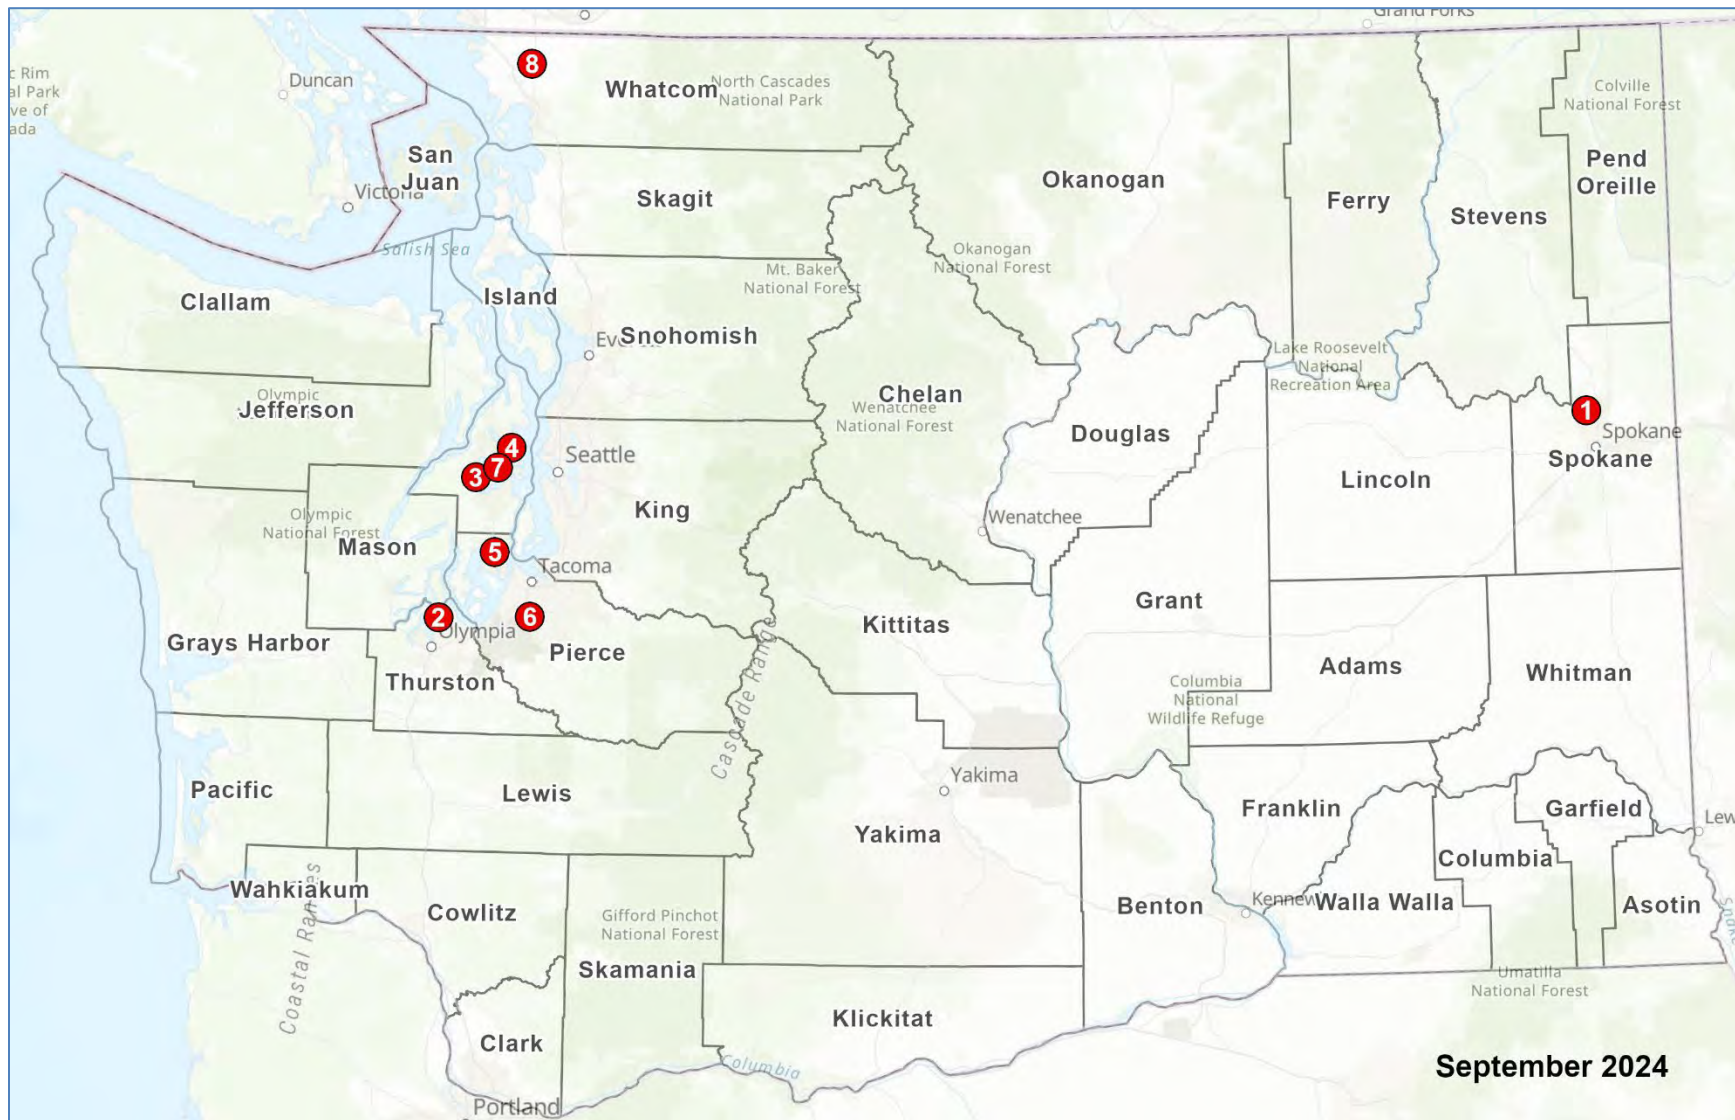 Grand Forks
c Rim
al Park
ve of
ada
Duncan
8
Whatcom
North Cascades
National Park
Colville
National Forest
San
Juan
Victoria
Skagit
Okanogan
Ferry
Stevens
Pend
Oreille
Salish Sea
Okanogan
National Forest
Mt. Baker
National Forest
Clallam
Island
Snohomish
Lake Roosevelt
National
Recreation Area
Olympic
Jefferson
Chelan
Wenatchee
National Forest
Douglas
1
Spokane
Spokane
4
7
3
Seattle
Lincoln
King
Olympic
National Forest
Mason
Wenatchee
5
Tacoma
Grant
2
Olympia
6
Kittitas
Grays Harbor
Pierce
Adams
Whitman
Thurston
Columbia
National
Wildlife Refuge
Cascade Range
Yakima
Pacific
Lewis
Franklin
Garfield
Lew
Yakima
Columbia
Wahkiakum
Coastal Ranges
Cowlitz
Gifford Pinchot
National Forest
Benton
Kennew
Walla Walla
Asotin
Snake
Skamania
Umatilla
National Forest
Klickitat
Clark
Columbia
September 2024
Portland